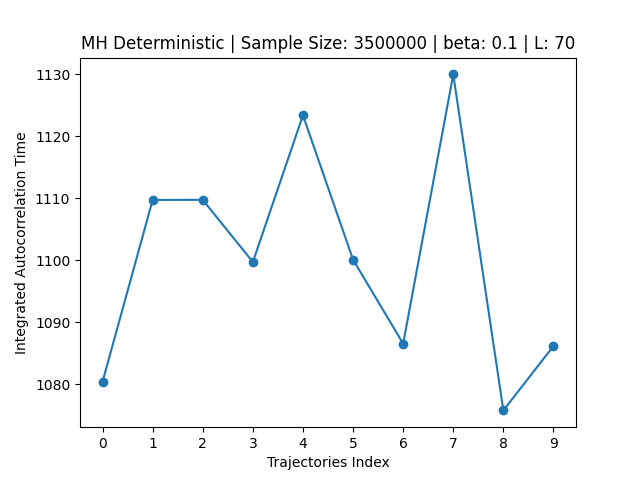 MH Deterministic | Sample Size: 3500000 | beta: 0.1 | L: 70
Integrated Autocorrelation Time
1130
1120
1110
1100
1090
1080
0 1 2 3 4 5 6 7 8 9
Trajectories Index